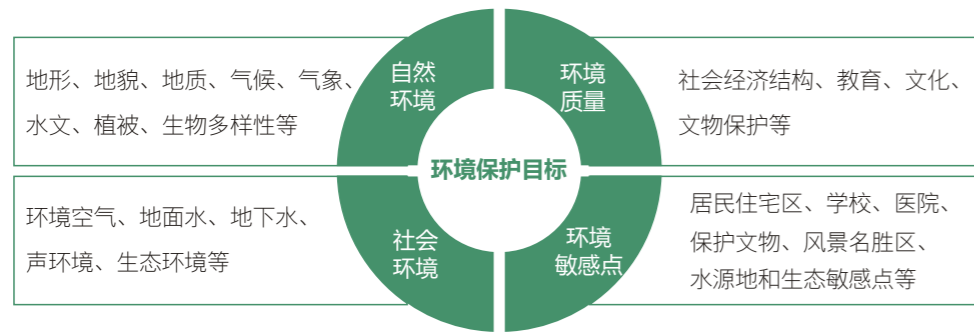 地形、地貌、地质、气候、气象、
水文、植被、生物多样性等
自然
环境
环境
质量
社会经济结构、教育、文化、
文物保护等
环境保护目标
环境空气、地面水、地下水、
声环境、生态环境等
社会
环境
环境
敏感点
居民住宅区、学校、医院、
保护文物、风景名胜区、
水源地和生态敏感点等